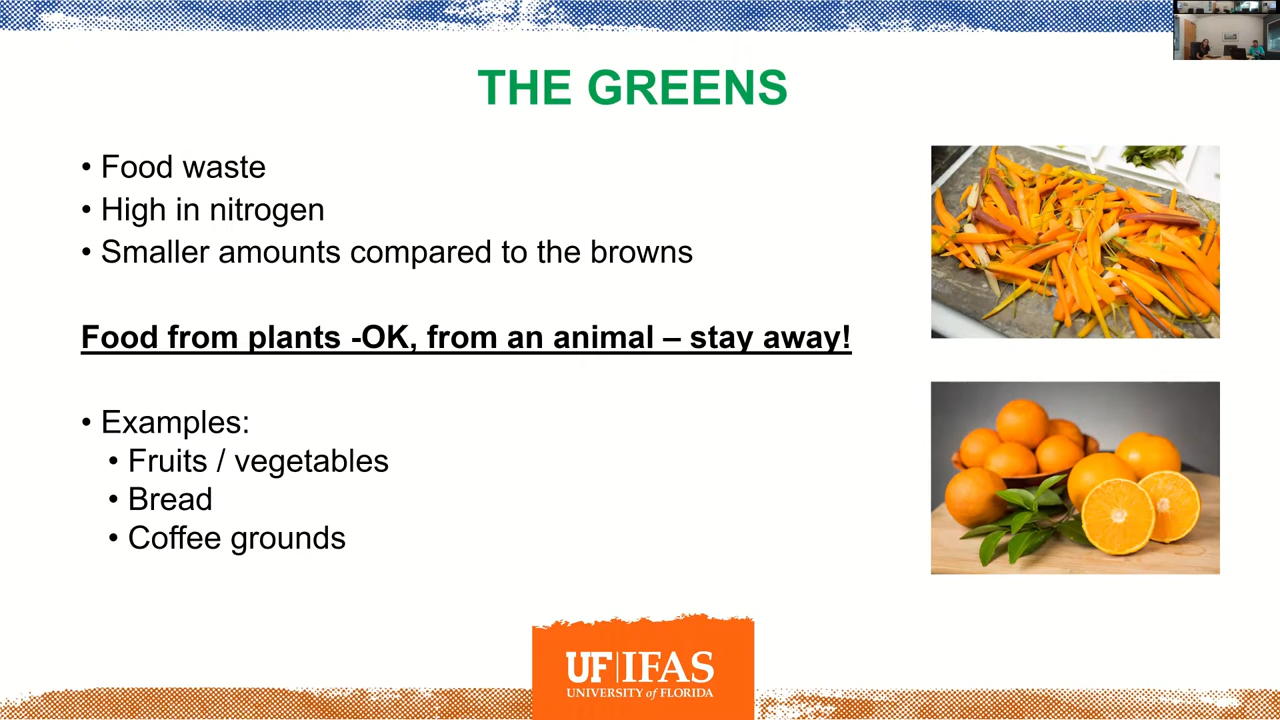 THE GREENS
• Food waste
• High in nitrogen
• Smaller amounts compared to the browns
Food from plants -OK, from an animal – stay away!
• Examples:
• Fruits / vegetables
• Bread
• Coffee grounds
UF|IFAS
UNIVERSITY of FLORIDA